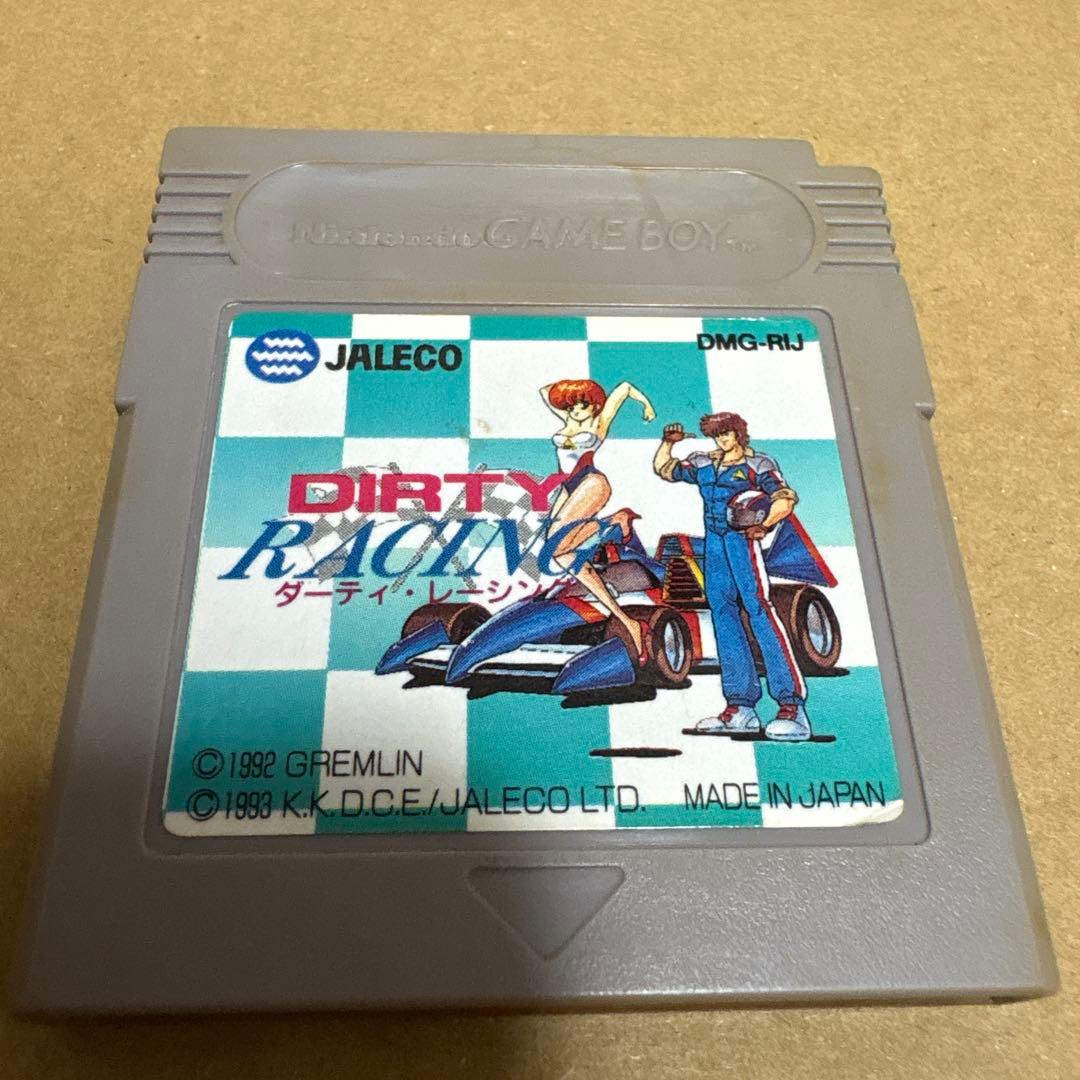 Nintendo GAME BOY TM
JALECO
DMG-RIJ
DIRTY
RACING
ダーティ・レーシング
©1992 GREMLIN
©1993 K.K.D.C.E./JALECO LTD. MADE IN JAPAN